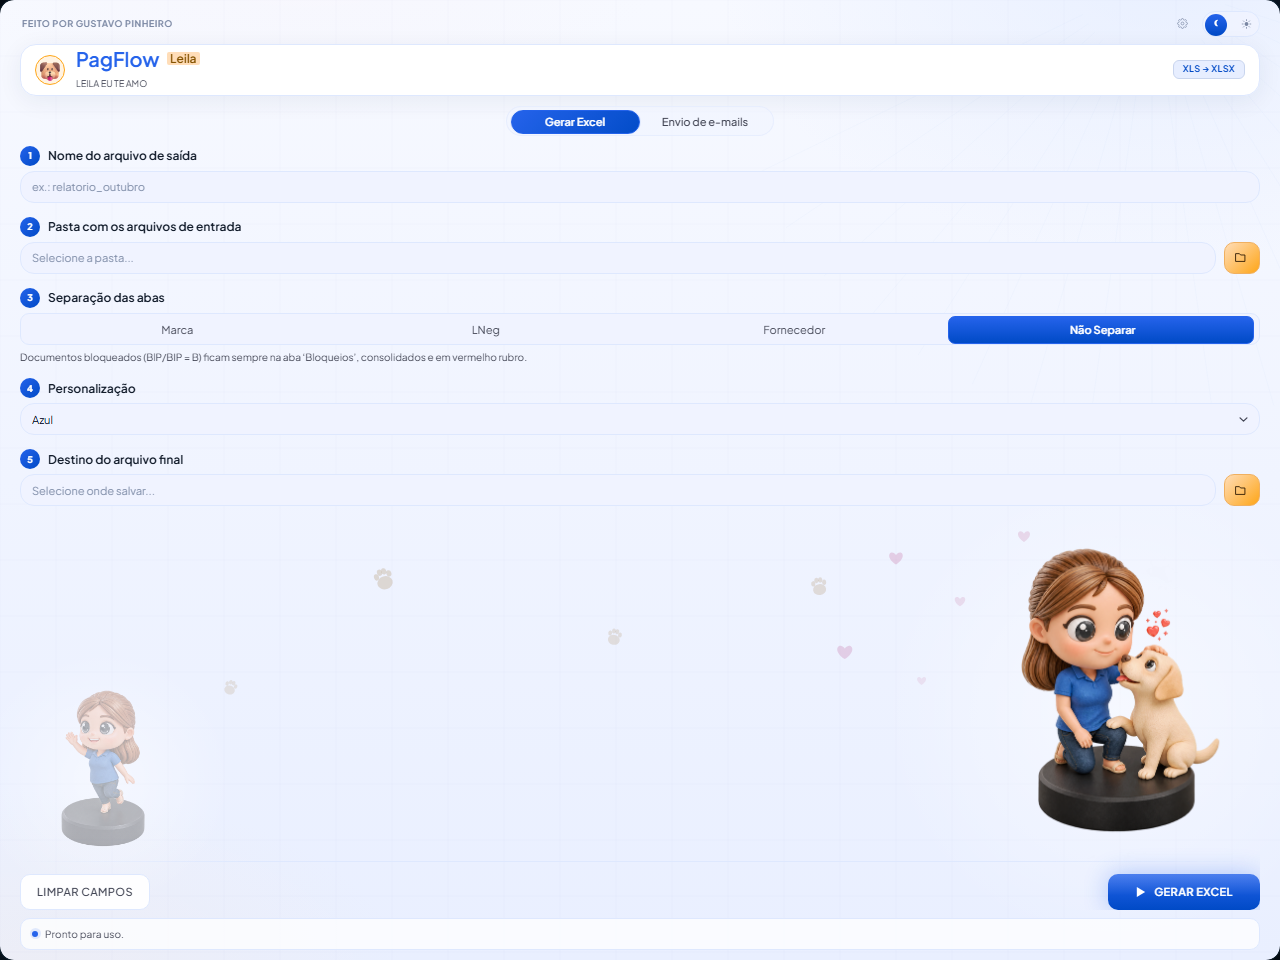 FEITO POR GUSTAVO PINHEIRO
PagFlow Leila
LEILA EU TE AMO
XLS → XLSX
Gerar Excel
Envio de e-mails
1 Nome do arquivo de saída
ex.: relatorio_outubro
2 Pasta com os arquivos de entrada
Selecione a pasta...
3 Separação das abas
Marca
LNeg
Fornecedor
Não Separar
Documentos bloqueados (BIP/BIP = B) ficam sempre na aba 'Bloqueios', consolidados e em vermelho rubro.
4 Personalização
Azul
5 Destino do arquivo final
Selecione onde salvar...
LIMPAR CAMPOS
GERAR EXCEL
Pronto para uso.